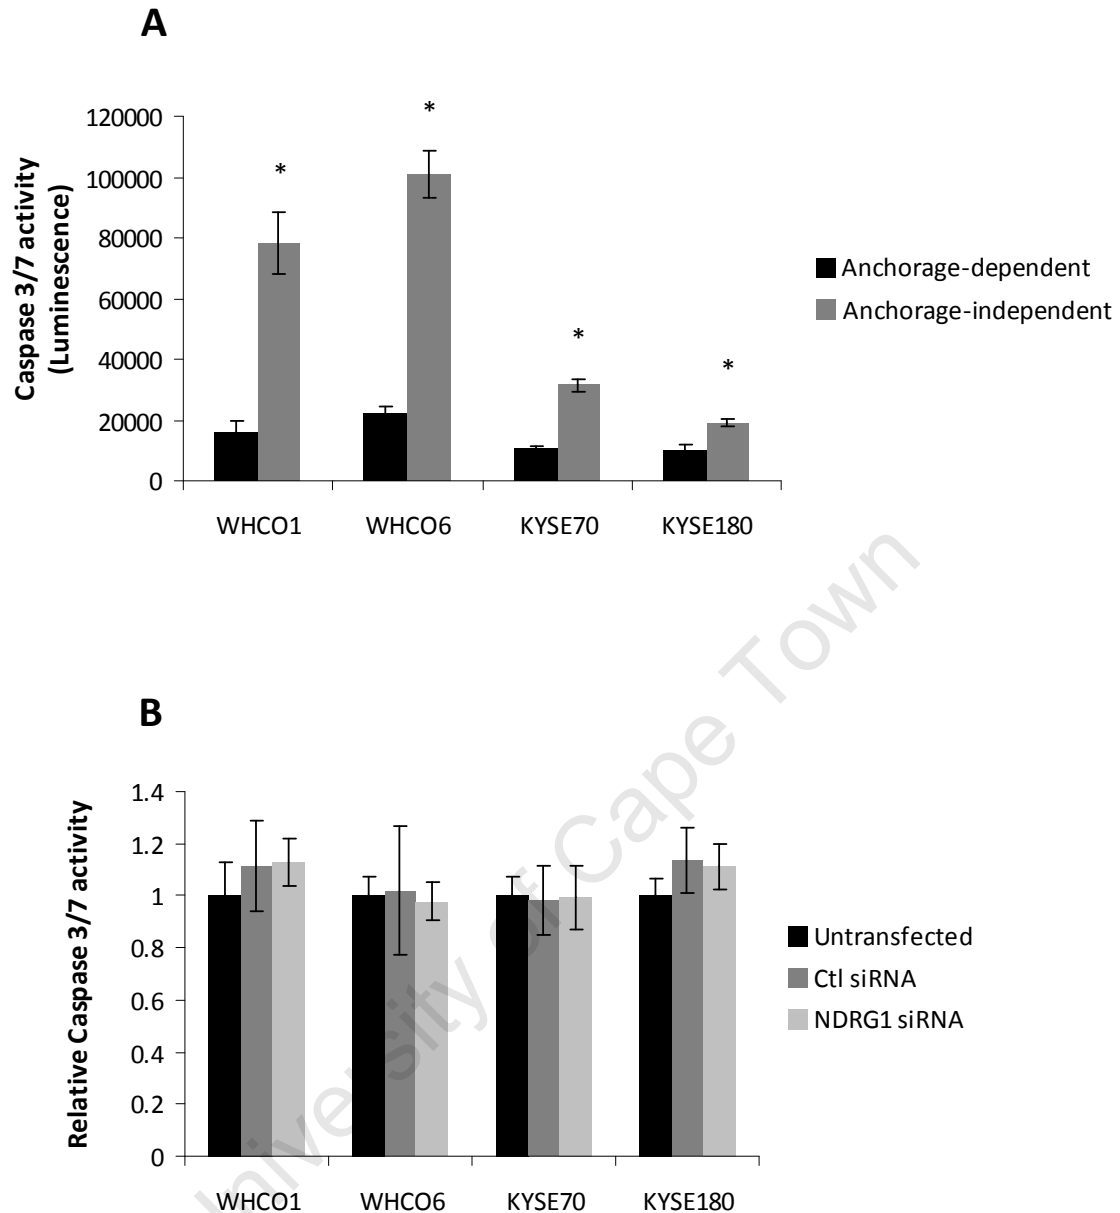 A
Caspase 3/7 activity
(Luminescence)
120000
100000
80000
60000
40000
20000
0
*
*
*
*
WHCO1 WHCO6 KYSE70 KYSE180
Anchorage-dependent
Anchorage-independent
B
Relative Caspase 3/7 activity
1.4
1.2
1
0.8
0.6
0.4
0.2
0
WHCO1 WHCO6 KYSE70 KYSE180
Untransfected
Ctl siRNA
NDRG1 siRNA
University of Cape Town